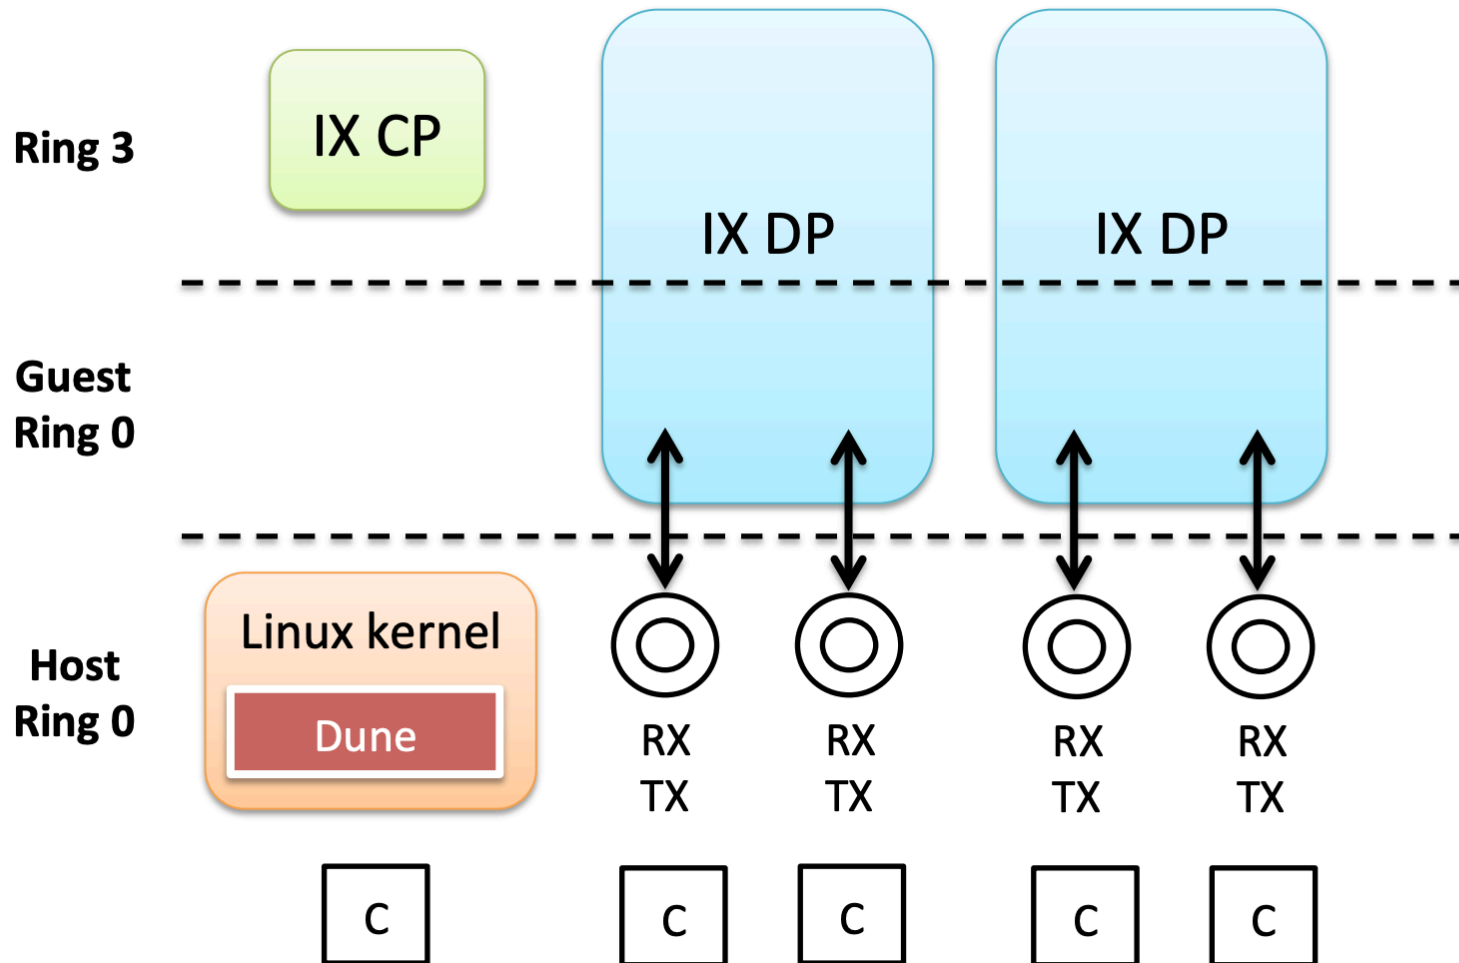 Ring 3
IX CP
IX DP
IX DP
Guest
Ring 0
Host
Ring 0
Linux kernel
Dune
RX
TX
RX
TX
RX
TX
RX
TX
C
C
C
C
C